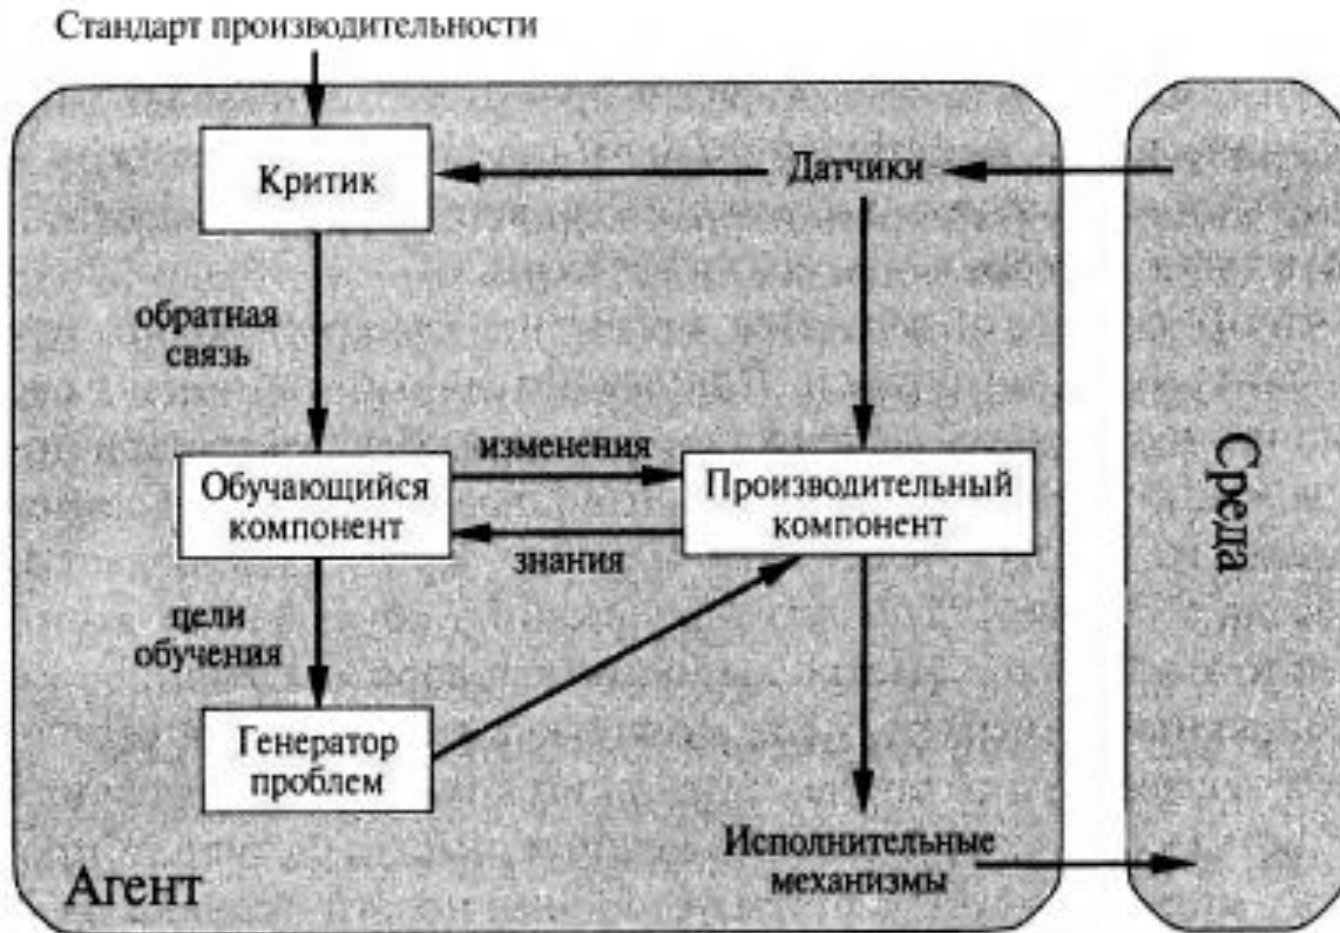 Стандарт производительности
Критик
Датчики
обратная
связь
изменения
Обучающийся
компонент
Производительный
компонент
знания
Среда
цели
обучения
Генератор
проблем
Исполнительные
механизмы
Агент